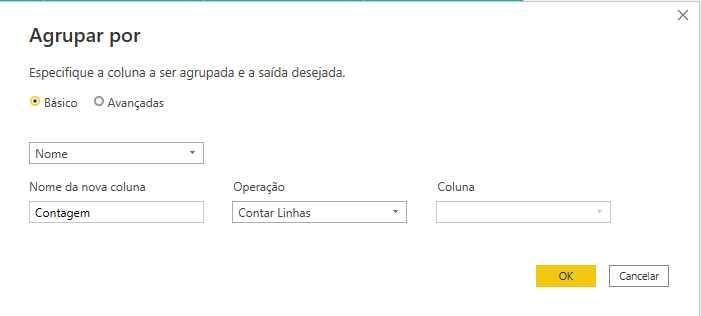 Agrupar por
Especifique a coluna a ser agrupada e a saída desejada.
Básico Avançadas
Nome
Nome da nova coluna Operação Coluna
Contagem Contar Linhas
OK Cancelar